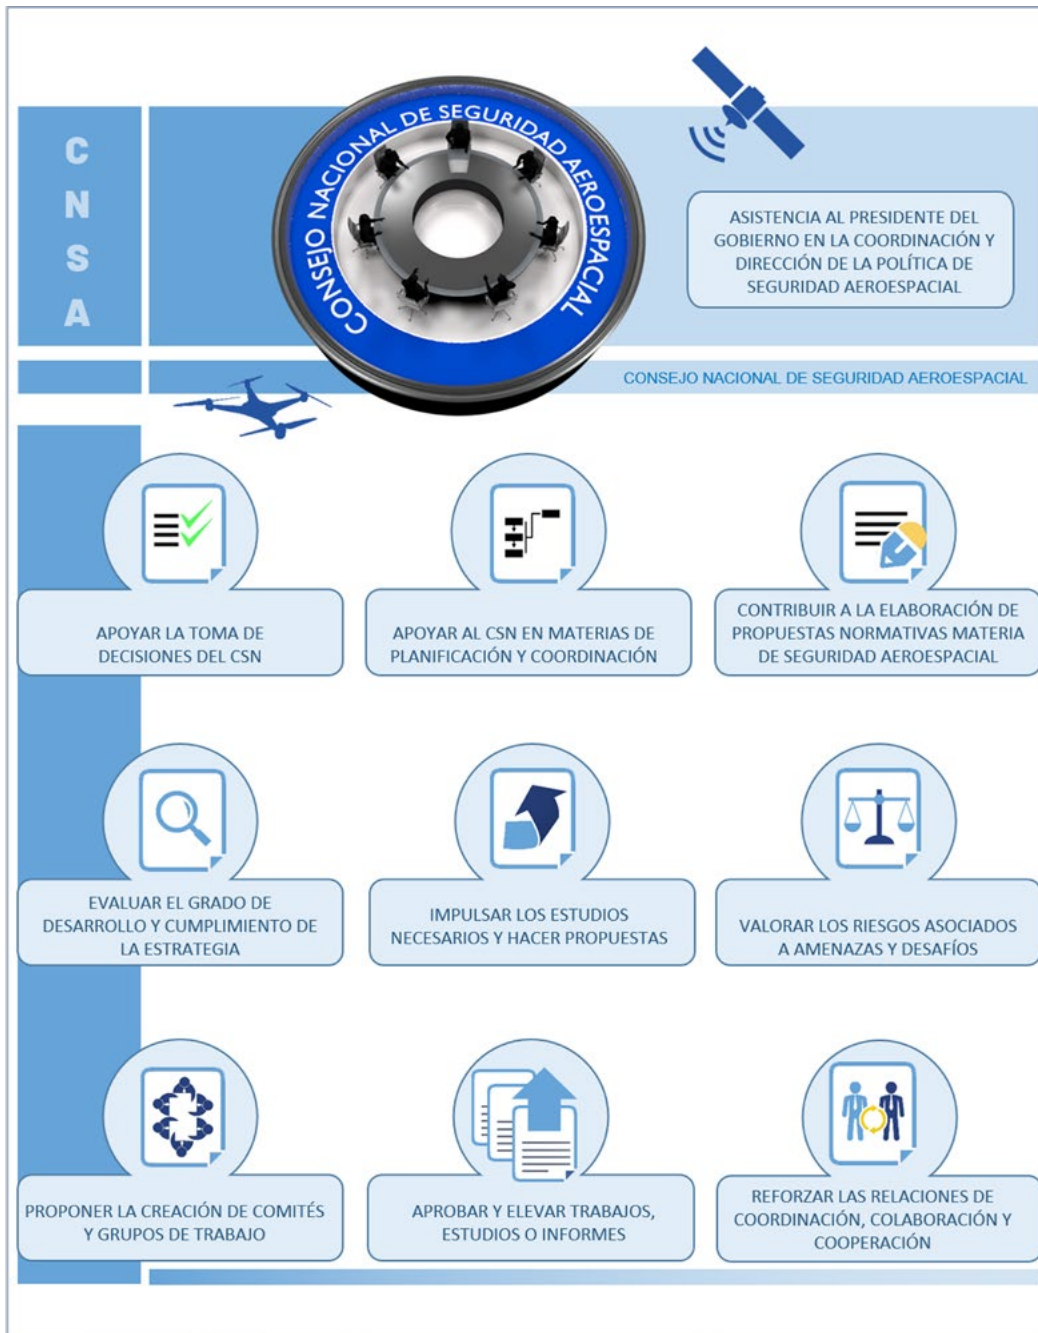 C
N
S
A
CONSEJO NACIONAL DE SEGURIDAD AEROESPACIAL
ASISTENCIA AL PRESIDENTE DEL
GOBIERNO EN LA COORDINACIÓN Y
DIRECCIÓN DE LA POLÍTICA DE
SEGURIDAD AEROESPACIAL
CONSEJO NACIONAL DE SEGURIDAD AEROESPACIAL
APOYAR LA TOMA DE
DECISIONES DEL CSN
APOYAR AL CSN EN MATERIAS DE
PLANIFICACIÓN Y COORDINACIÓN
CONTRIBUIR A LA ELABORACIÓN DE
PROPUESTAS NORMATIVAS MATERIA
DE SEGURIDAD AEROESPACIAL
EVALUAR EL GRADO DE
DESARROLLO Y CUMPLIMIENTO DE
LA ESTRATEGIA
IMPULSAR LOS ESTUDIOS
NECESARIOS Y HACER PROPUESTAS
VALORAR LOS RIESGOS ASOCIADOS
A AMENAZAS Y DESAFÍOS
PROPONER LA CREACIÓN DE COMITÉS
Y GRUPOS DE TRABAJO
APROBAR Y ELEVAR TRABAJOS,
ESTUDIOS O INFORMES
REFORZAR LAS RELACIONES DE
COORDINACIÓN, COLABORACIÓN Y
COOPERACIÓN